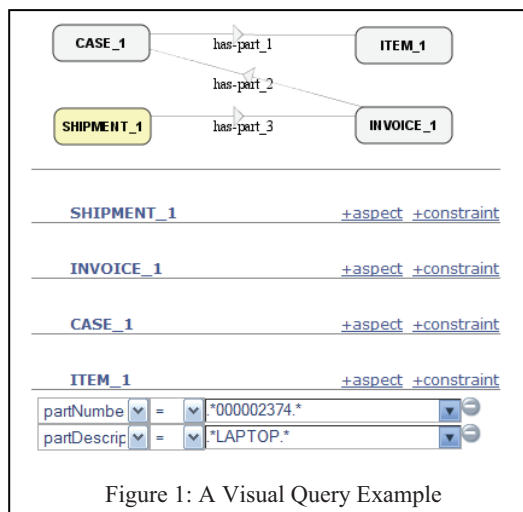 CASE_1 has-part_1 ITEM_1
has-part_2
SHIPMENT_1 has-part_3 INVOICE_1
SHIPMENT_1 +aspect +constraint
INVOICE_1 +aspect +constraint
CASE_1 +aspect +constraint
ITEM_1 +aspect +constraint
partNumbe = .*000002374.*
partDescrip = .*LAPTOP.*
Figure 1: A Visual Query Example